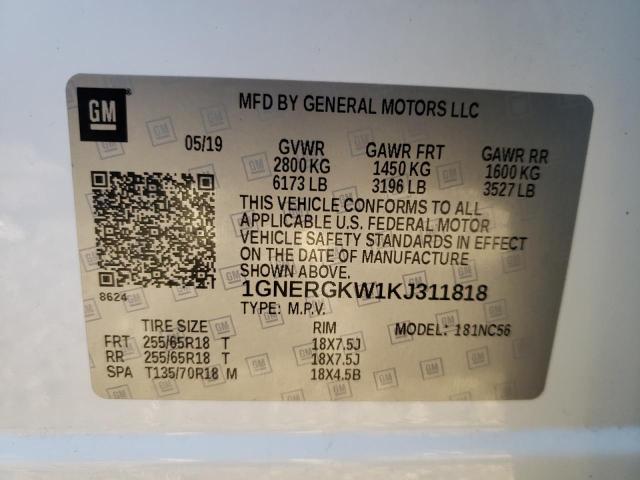 GM
MFD BY GENERAL MOTORS LLC
05/19 GVWR GAWR FRT GAWR RR
2800 KG 1450 KG 1600 KG
6173 LB 3196 LB 3527 LB
THIS VEHICLE CONFORMS TO ALL
APPLICABLE U.S. FEDERAL MOTOR
VEHICLE SAFETY STANDARDS IN EFFECT
ON THE DATE OF MANUFACTURE
SHOWN ABOVE.
8624
1GNERGKW1KJ311818
TYPE: M.P.V.
TIRE SIZE RIM MODEL: 181NC56
FRT 255/65R18 T 18X7.5J
RR 255/65R18 T 18X7.5J
SPA T135/70R18 M 18X4.5B